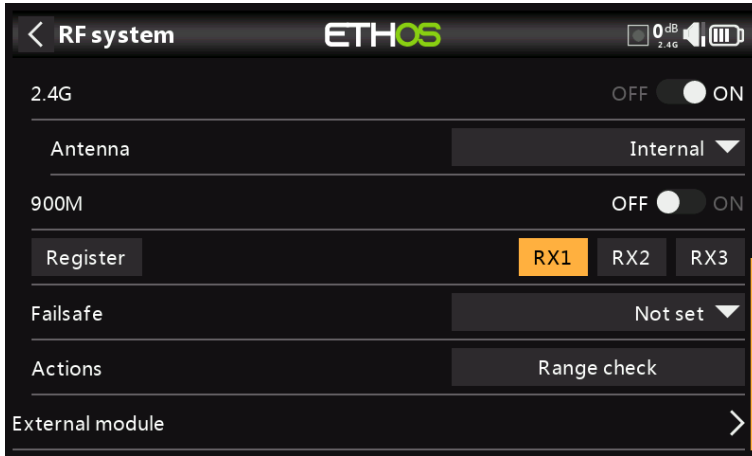 RF system ETHOS 0dB 2.4G
2.4G OFF ON
Antenna Internal
900M OFF ON
Register RX1 RX2 RX3
Failsafe Not set
Actions Range check
External module